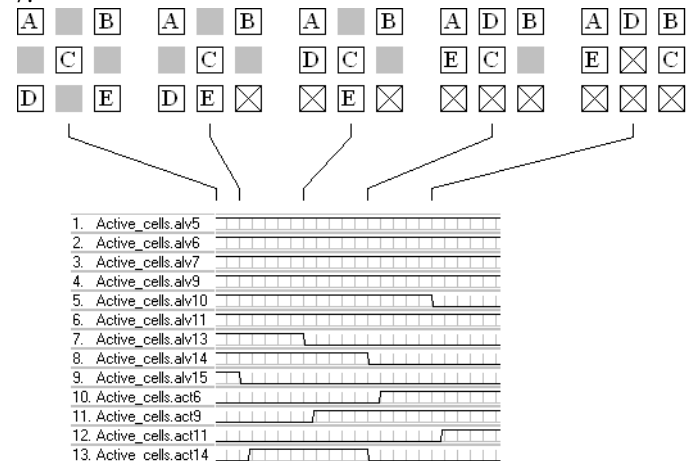 A B A B A B A D B A D B
C C D C E C E C
D E D E E
1. Active_cells.alv5
2. Active_cells.alv6
3. Active_cells.alv7
4. Active_cells.alv9
5. Active_cells.alv10
6. Active_cells.alv11
7. Active_cells.alv13
8. Active_cells.alv14
9. Active_cells.alv15
10. Active_cells.act6
11. Active_cells.act9
12. Active_cells.act11
13. Active_cells.act14